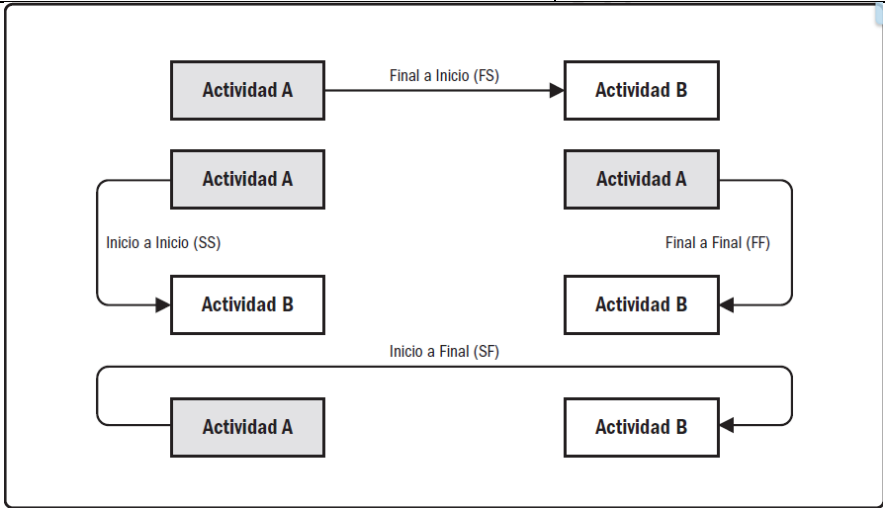 Actividad A
Final a Inicio (FS)
Actividad B
Actividad A
Actividad A
Inicio a Inicio (SS)
Final a Final (FF)
Actividad B
Actividad B
Inicio a Final (SF)
Actividad A
Actividad B